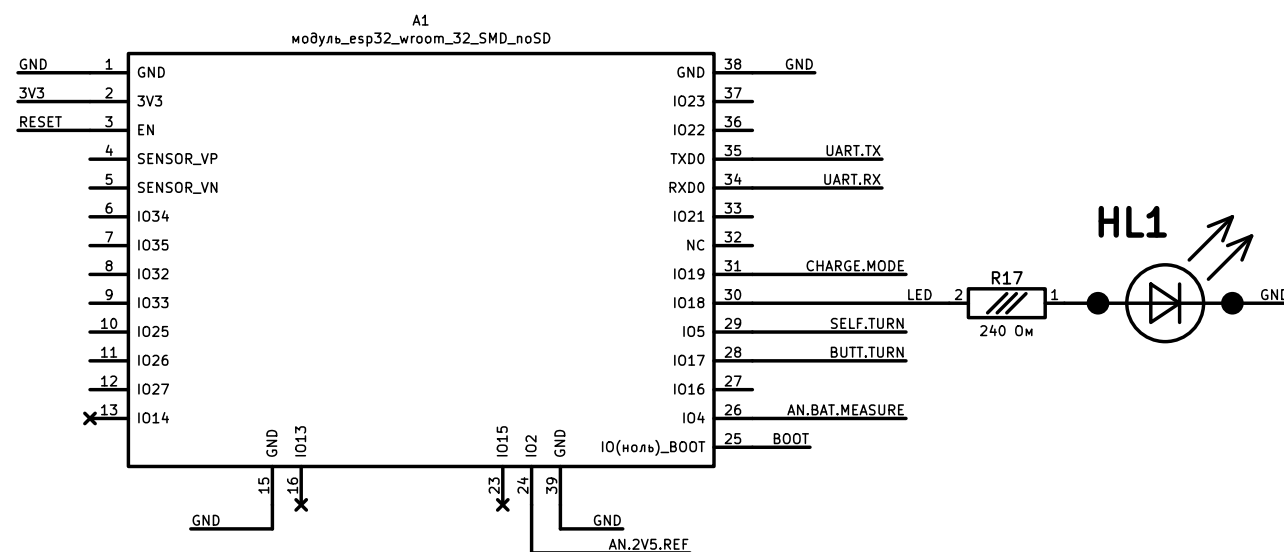 A1
модуль_esp32_wroom_32_SMD_noSD
GND 1 GND
3V3 2 3V3
RESET 3 EN
4 SENSOR_VP
5 SENSOR_VN
6 IO34
7 IO35
8 IO32
9 IO33
10 IO25
11 IO26
12 IO27
13 IO14
GND 38 GND
IO23 37
IO22 36
TXD0 35 UART.TX
RXD0 34 UART.RX
IO21 33
NC 32
IO19 31 CHARGE.MODE
IO18 30 LED
IO5 29 SELF.TURN
IO17 28 BUTT.TURN
IO16 27
IO4 26 AN.BAT.MEASURE
IO(ноль)_BOOT 25 BOOT
GND 15 GND
IO13 16
IO15 23
IO2 24 AN.2V5.REF
GND 39 GND
2 R17 1
240 Ом
HL1
GND